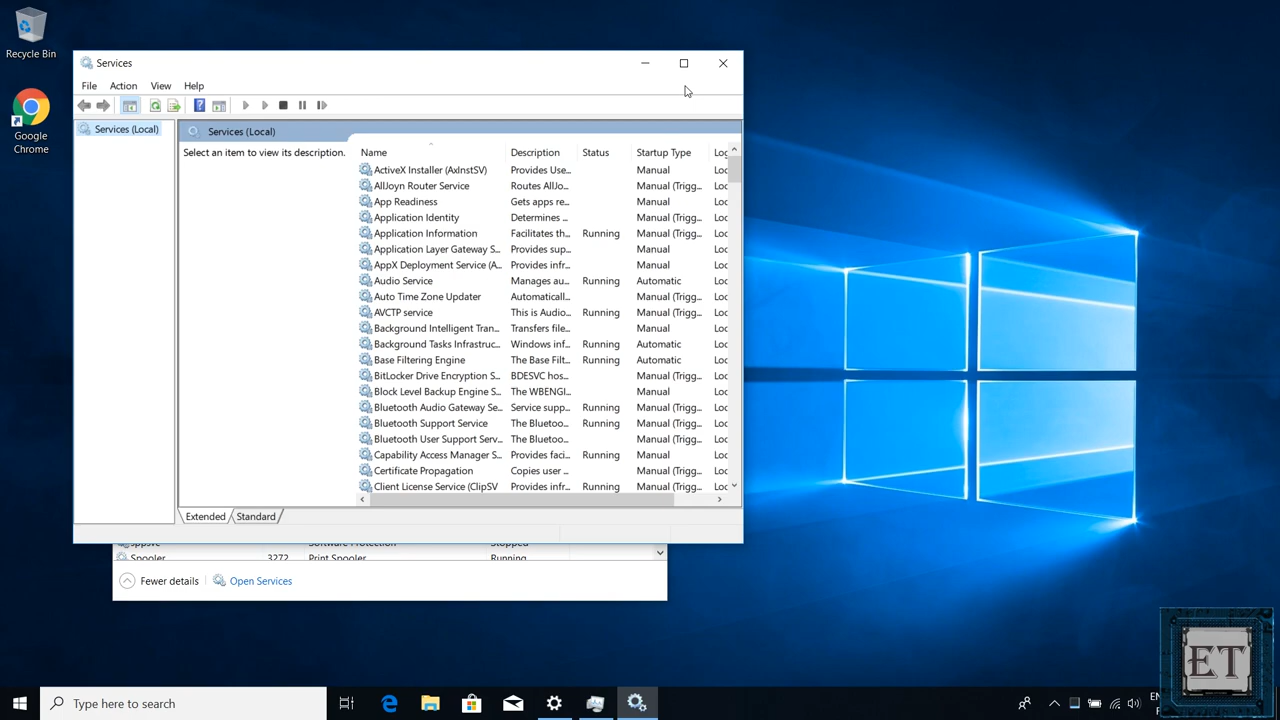 Recycle Bin
Google Chrome
Services
File Action View Help
Services (Local)
Services (Local)
Select an item to view its description.
Name Description Status Startup Type Loc
ActiveX Installer (AxInstSV) Provides Use... Manual Loc
AllJoyn Router Service Routes AllJo... Manual (Trigg... Loc
App Readiness Gets apps re... Manual Loc
Application Identity Determines ... Manual (Trigg... Loc
Application Information Facilitates th... Running Manual (Trigg... Loc
Application Layer Gateway S... Provides sup... Manual Loc
AppX Deployment Service (A... Provides infr... Manual Loc
Audio Service Manages au... Running Automatic Loc
Auto Time Zone Updater Automaticall... Manual (Trigg... Loc
AVCTP service This is Audio... Running Manual (Trigg... Loc
Background Intelligent Tran... Transfers file... Manual Loc
Background Tasks Infrastruc... Windows inf... Running Automatic Loc
Base Filtering Engine The Base Filt... Running Automatic Loc
BitLocker Drive Encryption S... BDESVC hos... Manual (Trigg... Loc
Block Level Backup Engine S... The WBENGI... Manual Loc
Bluetooth Audio Gateway Se... Service supp... Running Manual (Trigg... Loc
Bluetooth Support Service The Bluetoo... Running Manual (Trigg... Loc
Bluetooth User Support Serv... The Bluetoo... Manual (Trigg... Loc
Capability Access Manager S... Provides faci... Running Manual Loc
Certificate Propagation Copies user ... Manual (Trigg... Loc
Client License Service (ClipSV Provides infr... Running Manual (Trigg... Loc
Extended Standard
sppsvc Software Protection Stopped
Spooler 3272 Print Spooler Running
Fewer details Open Services
Type here to search
ET